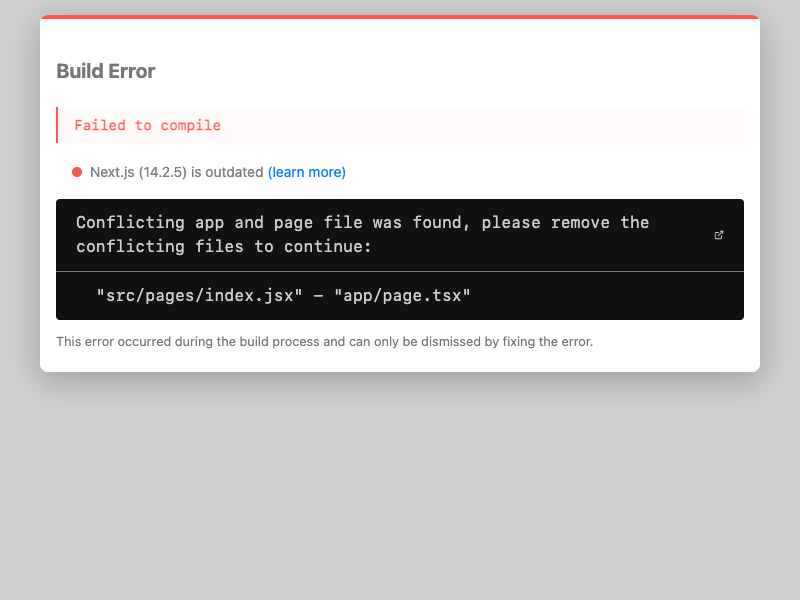 Build Error
Failed to compile
Next.js (14.2.5) is outdated (learn more)
Conflicting app and page file was found, please remove the
conflicting files to continue:
"src/pages/index.jsx" – "app/page.tsx"
This error occurred during the build process and can only be dismissed by fixing the error.